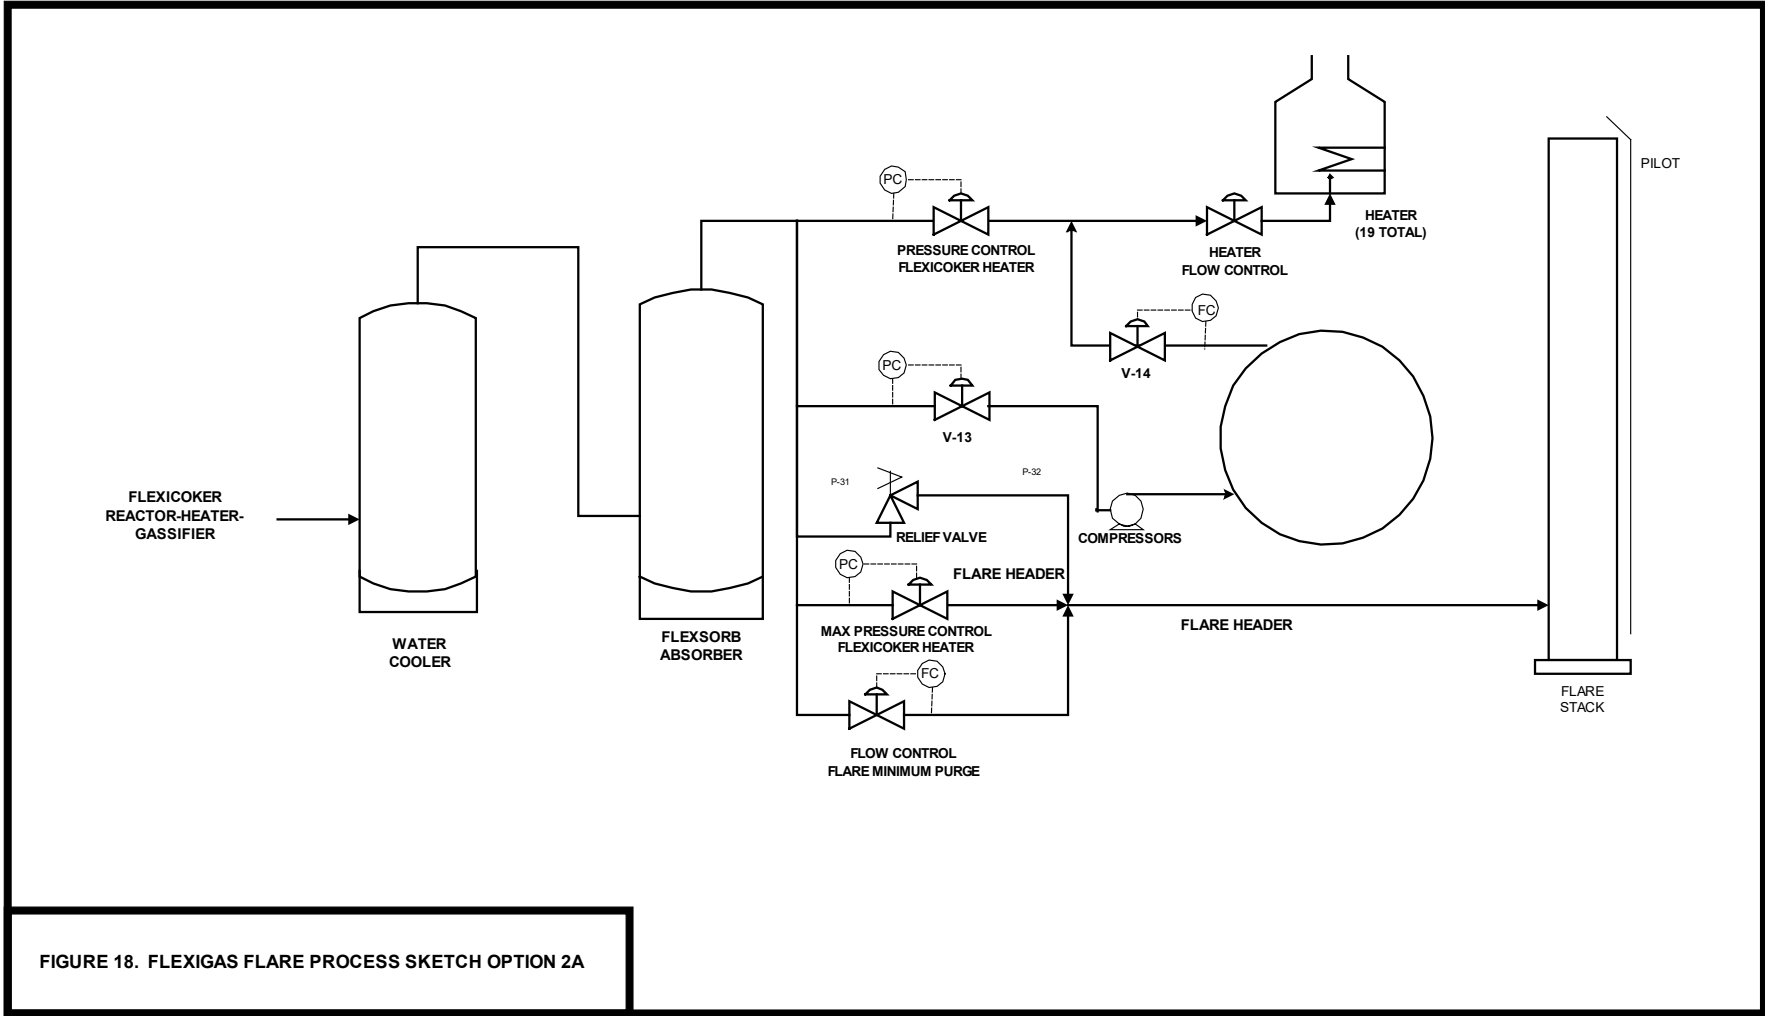 PILOT
PC
HEATER
(19 TOTAL)
PRESSURE CONTROL
FLEXICOKER HEATER
HEATER
FLOW CONTROL
FC
V-14
PC
V-13
P-31
P-32
FLEXICOKER
REACTOR-HEATER-
GASSIFIER
RELIEF VALVE
COMPRESSORS
PC
FLARE HEADER
FLARE HEADER
MAX PRESSURE CONTROL
FLEXICOKER HEATER
WATER
COOLER
FLEXSORB
ABSORBER
FC
FLARE
STACK
FLOW CONTROL
FLARE MINIMUM PURGE
FIGURE 18. FLEXIGAS FLARE PROCESS SKETCH OPTION 2A